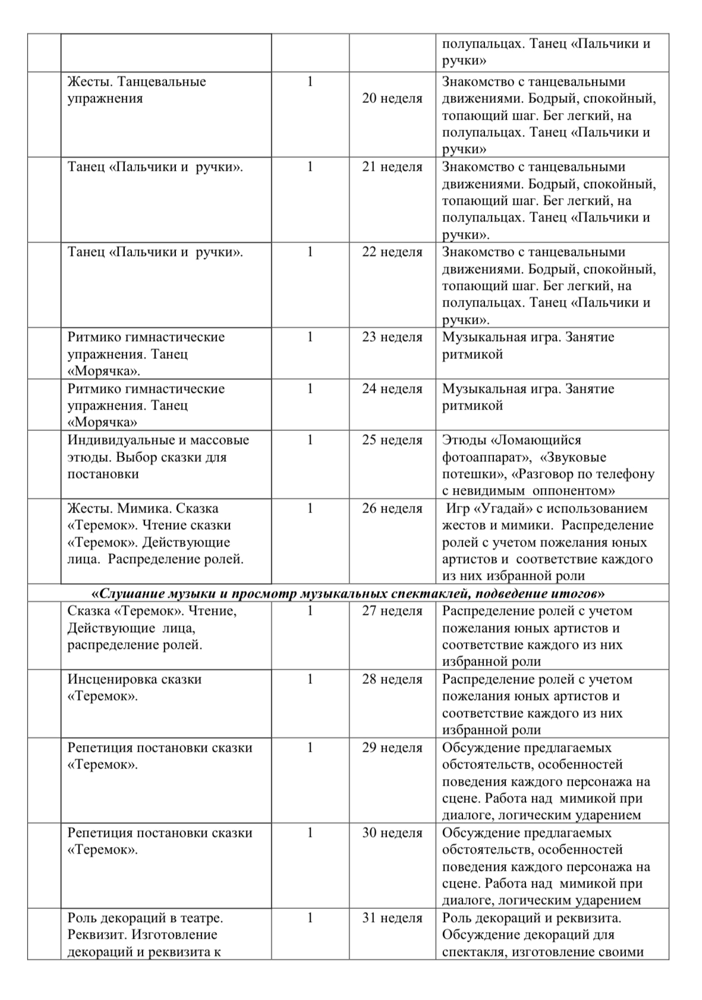 полупальцах. Танец «Пальчики и
ручки»
Жесты. Танцевальные
упражнения
1
20 неделя
Знакомство с танцевальными
движениями. Бодрый, спокойный,
топающий шаг. Бег легкий, на
полупальцах. Танец «Пальчики и
ручки»
Танец «Пальчики и  ручки».
1
21 неделя
Знакомство с танцевальными
движениями. Бодрый, спокойный,
топающий шаг. Бег легкий, на
полупальцах. Танец «Пальчики и
ручки».
Танец «Пальчики и  ручки».
1
22 неделя
Знакомство с танцевальными
движениями. Бодрый, спокойный,
топающий шаг. Бег легкий, на
полупальцах. Танец «Пальчики и
ручки».
Ритмико гимнастические
упражнения. Танец
«Морячка».
1
23 неделя
Музыкальная игра. Занятие
ритмикой
Ритмико гимнастические
упражнения. Танец
«Морячка»
1
24 неделя
Музыкальная игра. Занятие
ритмикой
Индивидуальные и массовые
этюды. Выбор сказки для
постановки
1
25 неделя
Этюды «Ломающийся
фотоаппарат»,  «Звуковые
потешки», «Разговор по телефону
с невидимым  оппонентом»
Жесты. Мимика. Сказка
«Теремок». Чтение сказки
«Теремок». Действующие
лица.  Распределение ролей.
1
26 неделя
Игр «Угадай» с использованием
жестов и мимики.  Распределение
ролей с учетом пожелания юных
артистов и  соответствие каждого
из них избранной роли
«Слушание музыки и просмотр музыкальных спектаклей, подведение итогов»
Сказка «Теремок». Чтение,
Действующие  лица,
распределение ролей.
1
27 неделя
Распределение ролей с учетом
пожелания юных артистов и
соответствие каждого из них
избранной роли
Инсценировка сказки
«Теремок».
1
28 неделя
Распределение ролей с учетом
пожелания юных артистов и
соответствие каждого из них
избранной роли
Репетиция постановки сказки
«Теремок».
1
29 неделя
Обсуждение предлагаемых
обстоятельств, особенностей
поведения каждого персонажа на
сцене. Работа над  мимикой при
диалоге, логическим ударением
Репетиция постановки сказки
«Теремок».
1
30 неделя
Обсуждение предлагаемых
обстоятельств, особенностей
поведения каждого персонажа на
сцене. Работа над  мимикой при
диалоге, логическим ударением
Роль декораций в театре.
Реквизит. Изготовление
декораций и реквизита к
1
31 неделя
Роль декораций и реквизита.
Обсуждение декораций для
спектакля, изготовление своими